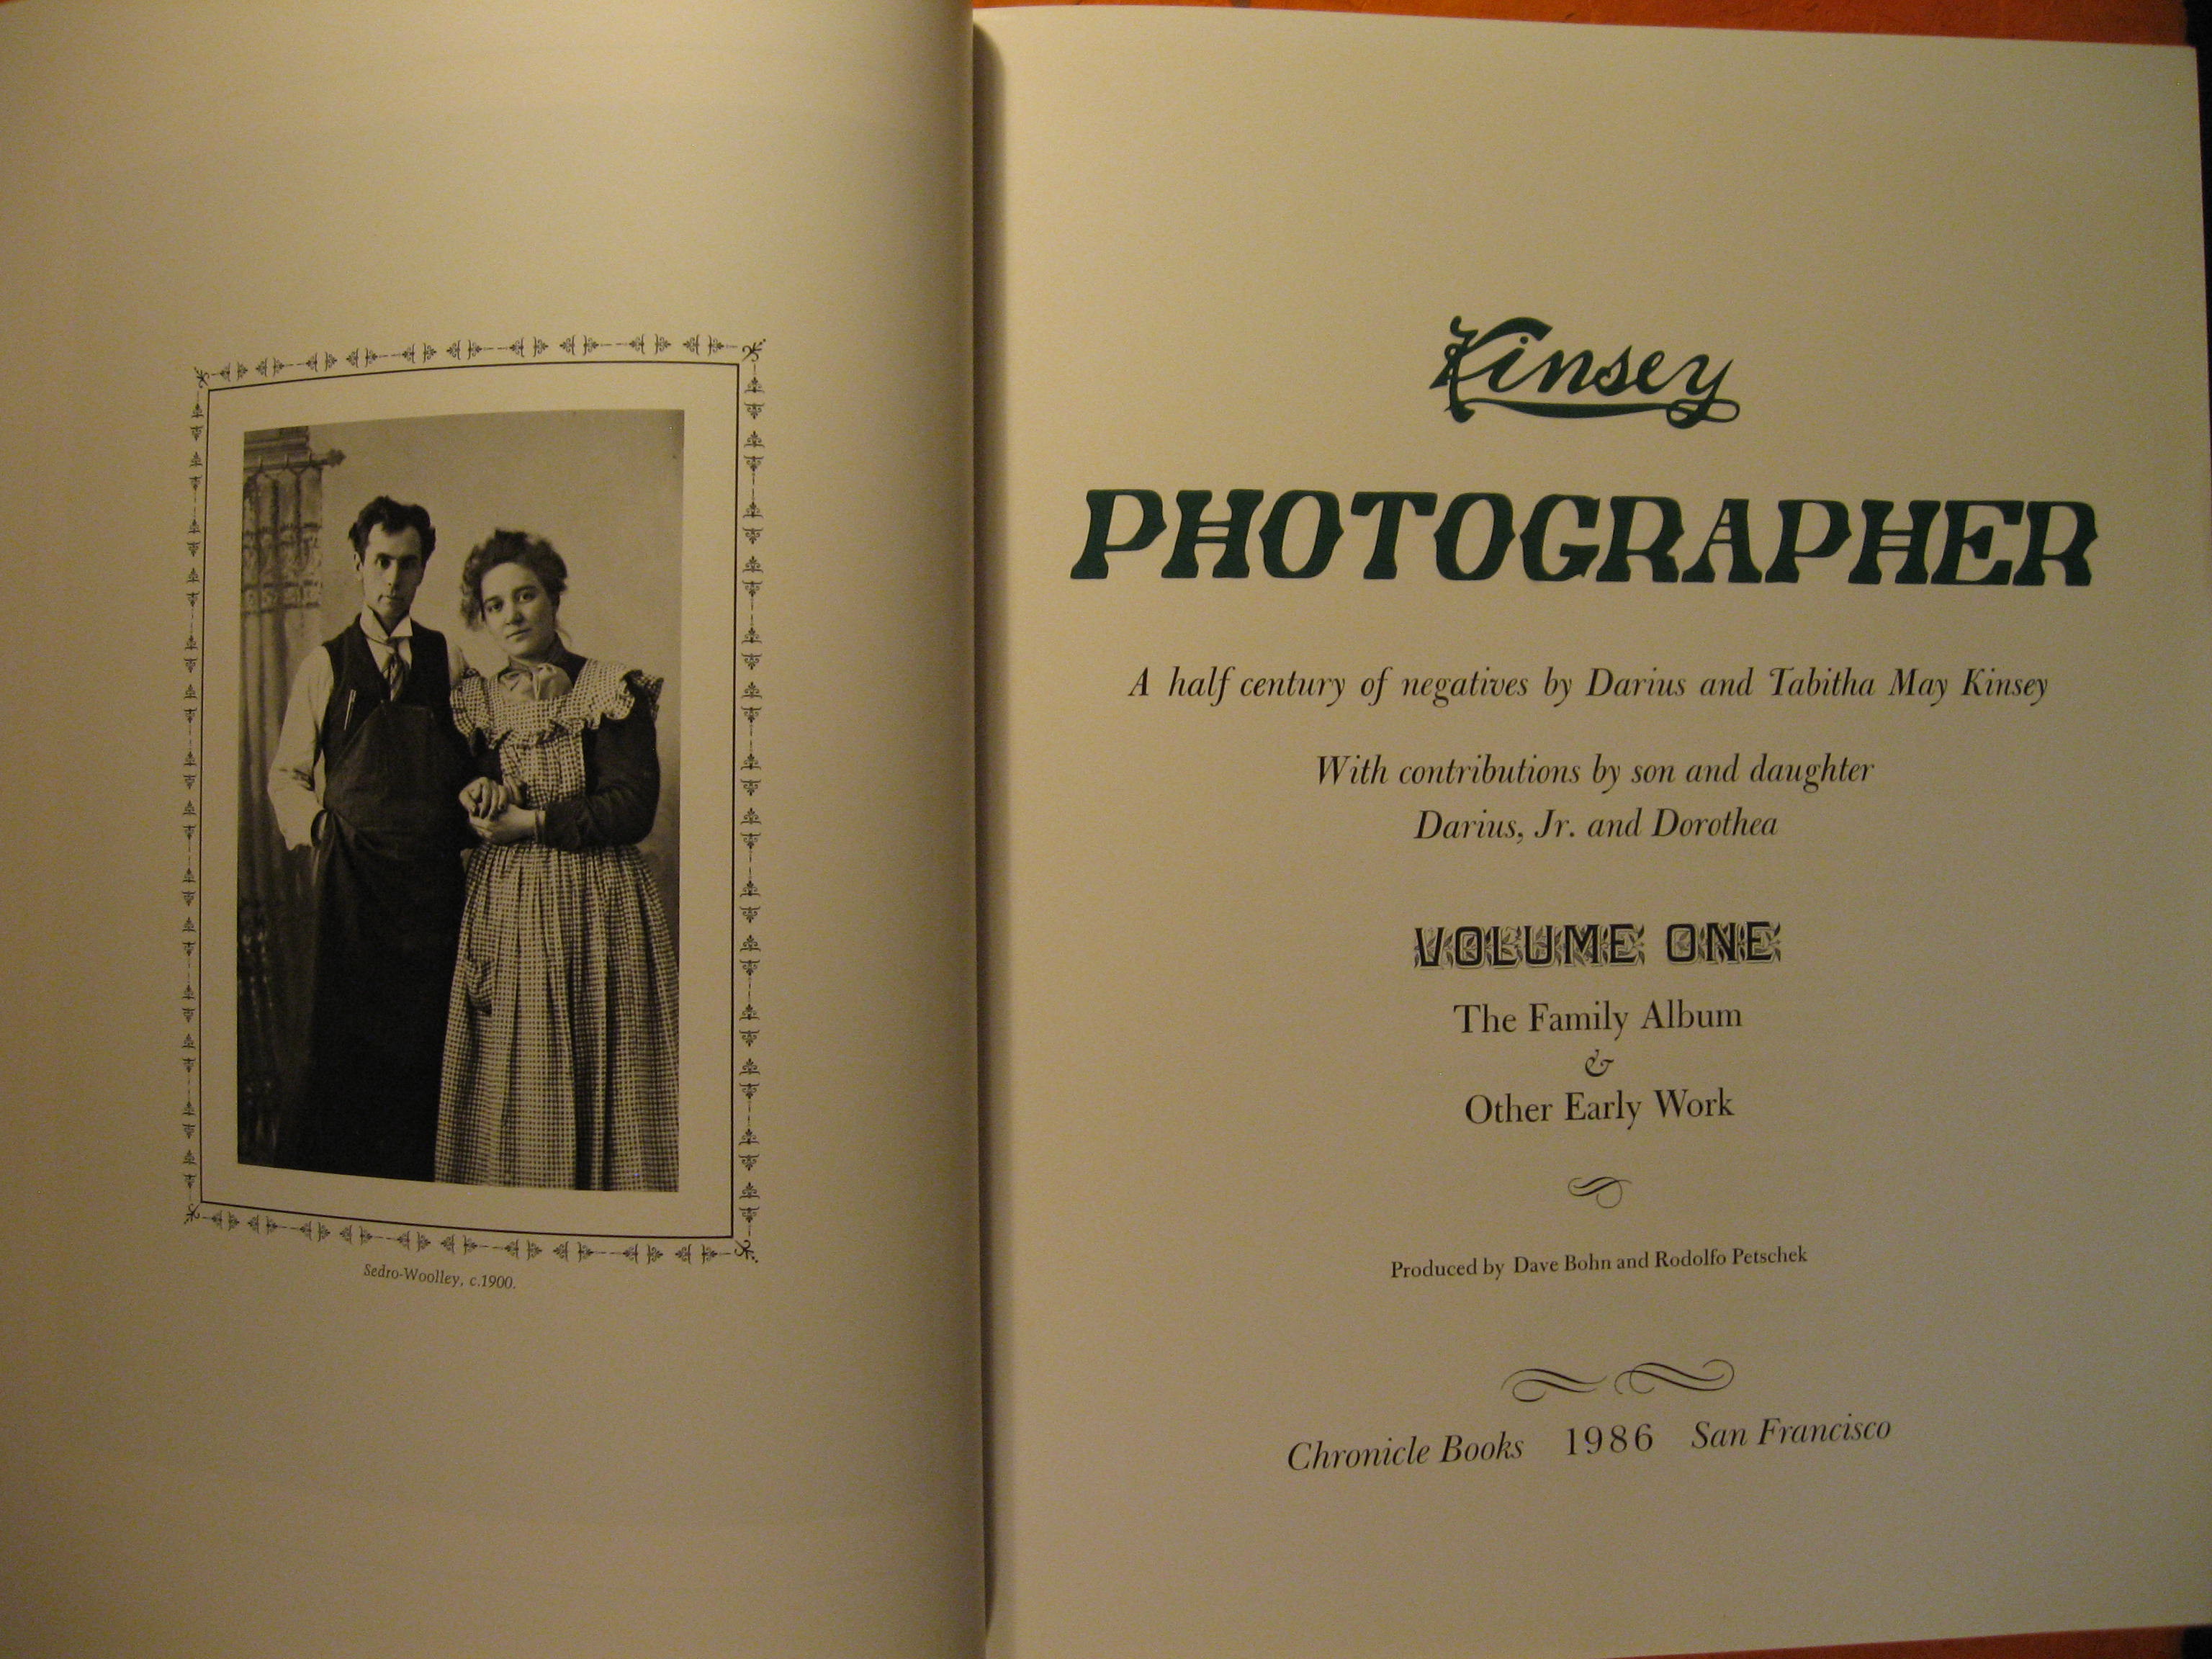 Sedro-Woolley, c.1900.
Kinsey
PHOTOGRAPHER
A half century of negatives by Darius and Tabitha May Kinsey
With contributions by son and daughter
Darius, Jr. and Dorothea
VOLUME ONE
The Family Album
&
Other Early Work
Produced by Dave Bohn and Rodolfo Petschek
Chronicle Books 1986 San Francisco